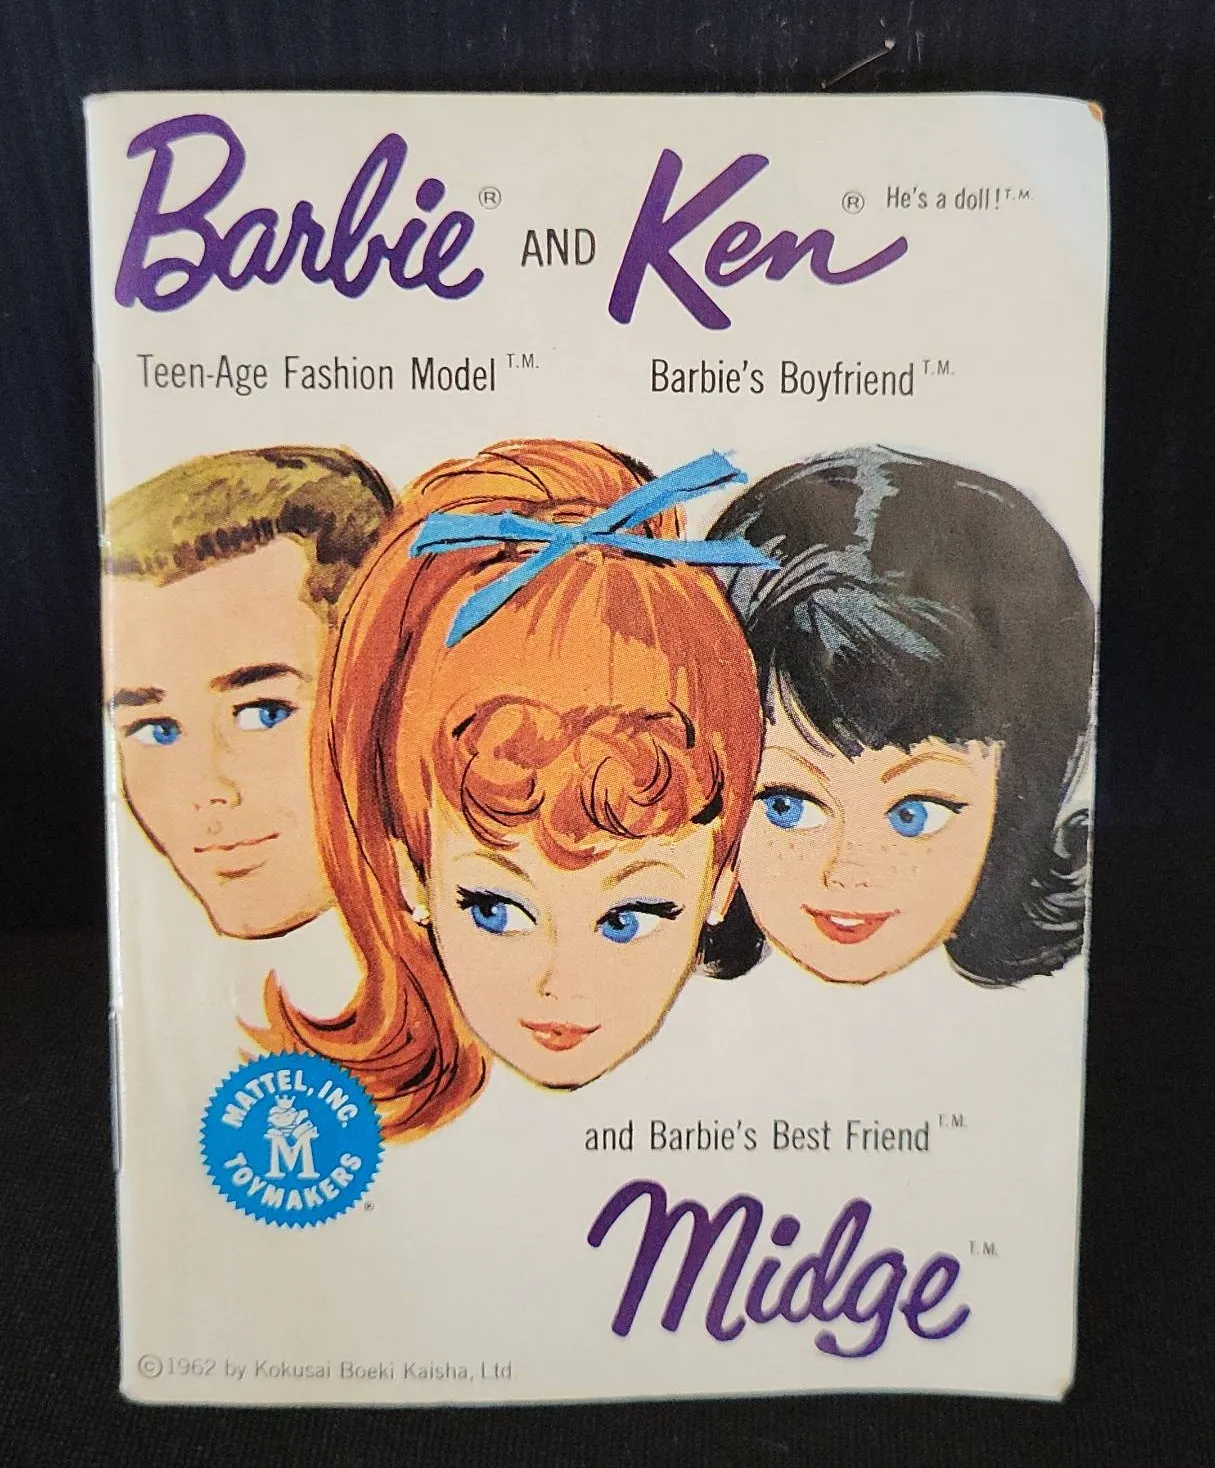 Barbie® AND Ken® He's a doll! T.M.
Teen-Age Fashion Model T.M.
Barbie's Boyfriend T.M.
MATTEL, INC.
M
TOYMAKERS
®
and Barbie's Best Friend T.M.
Midge T.M.
©1962 by Kokusai Boeki Kaisha, Ltd